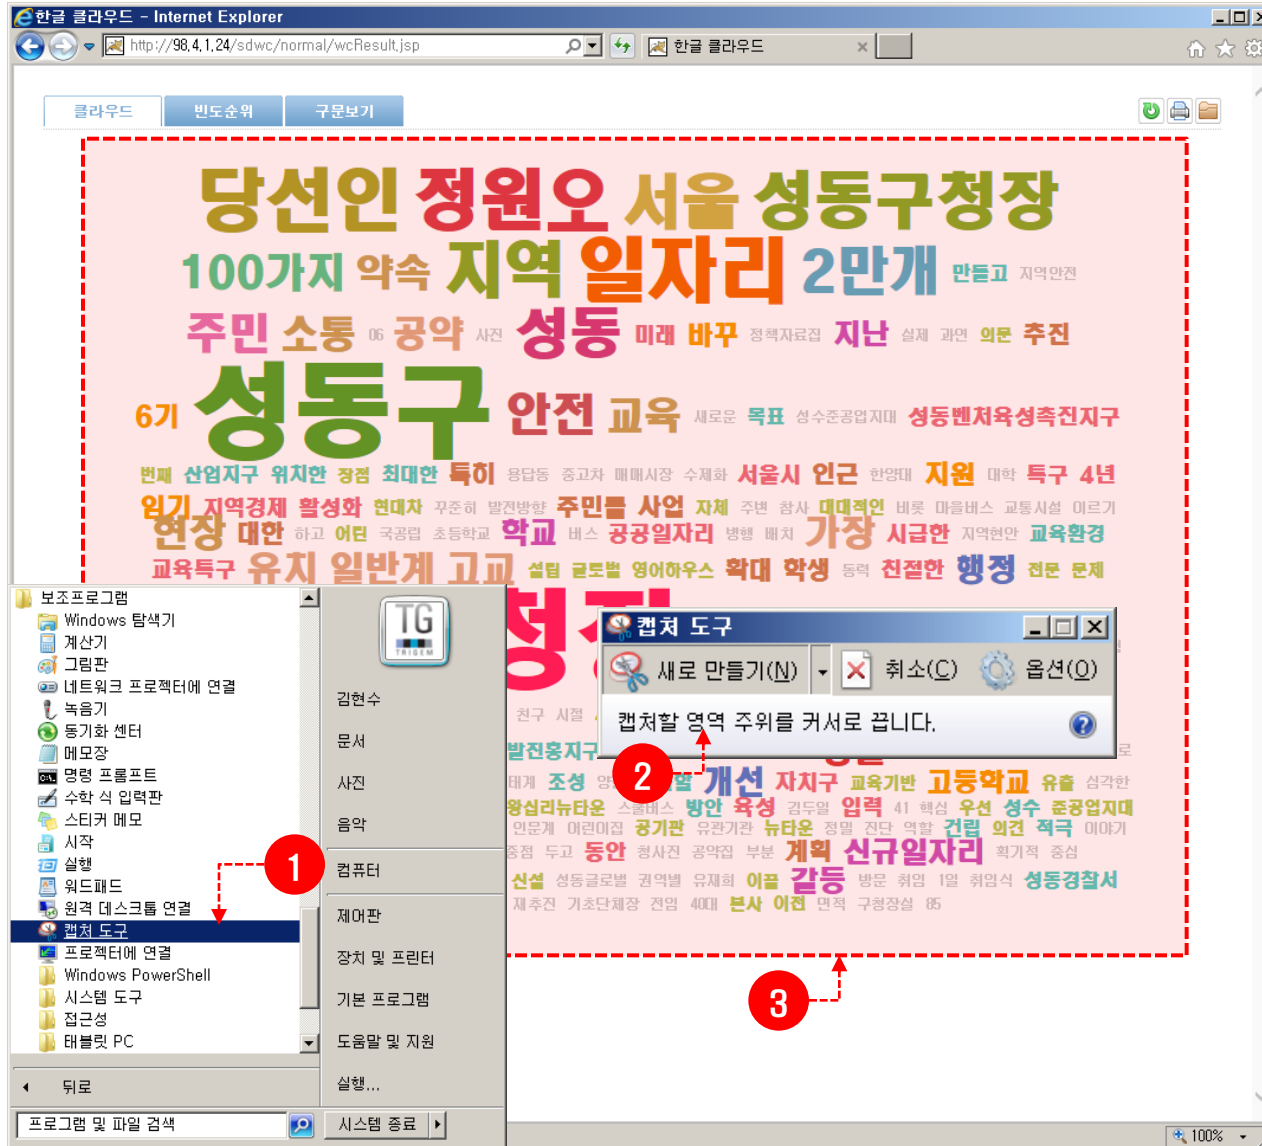 한글 클라우드 - Internet Explorer
http://98.4.1.24/sdwc/normal/wcResult.jsp
한글 클라우드
클라우드 빈도순위 구문보기
당선인 정원오 서울 성동구청장
100가지 약속 지역 일자리 2만개 만들고 지역안전
주민 소통 06 공약 사진 성동 미래 바꾸 정책자료집 지난 실제 과연 의문 추진
6기 성동구 안전 교육 새로운 목표 성수준공업지대 성동벤처육성촉진지구
번째 산업지구 위치한 장점 최대한 특히 용답동 중고차 매매시장 수제화 서울시 인근 한양대 지원 대학 특구 4년
임기 지역경제 활성화 현대차 꾸준히 발전방향 주민들 사업 자체 주변 참사 대대적인 비롯 마을버스 교통시설 이르기
현장 대한 하고 어린 국공립 초등학교 학교 버스 공공일자리 병행 배치 가장 시급한 지역현안 교육환경
교육특구 유치 일반계 고교 설립 글로벌 영어하우스 확대 학생 동력 친절한 행정 전문 문제
친구 시절
발진흥지구
태계 조성 개선 자치구 교육기반 고등학교 유출 심각한
왕십리뉴타운 스쿨버스 방안 육성 김두일 입력 41 핵심 우선 성수 준공업지대
인문계 어린이집 공기판 유관기관 뉴타운 정밀 진단 역할 건립 의견 적극 이야기
중점 두고 동안 청사진 공약집 부분 계획 신규일자리 획기적 중심
신설 성동글로벌 권역별 유재희 이끌 갈등 방문 취임 1일 취임식 성동경찰서
재추진 기초단체장 전임 40대 본사 이전 면적 구청장실 85
보조프로그램
Windows 탐색기
계산기
그림판
네트워크 프로젝터에 연결
녹음기
동기화 센터
메모장
명령 프롬프트
수학 식 입력판
스티커 메모
시작
실행
워드패드
원격 데스크톱 연결
캡처 도구
프로젝터에 연결
Windows PowerShell
시스템 도구
접근성
태블릿 PC
뒤로
프로그램 및 파일 검색
TG
TRIGEM
김현수
문서
사진
음악
컴퓨터
제어판
장치 및 프린터
기본 프로그램
도움말 및 지원
실행...
시스템 종료
캡처 도구
새로 만들기(N) 취소(C) 옵션(O)
캡처할 영역 주위를 커서로 끕니다.
1
2
3
100%